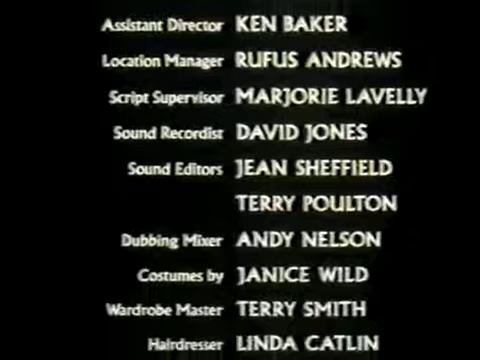 Assistant Director KEN BAKER
Location Manager RUFUS ANDREWS
Script Supervisor MARJORIE LAVELLY
Sound Recordist DAVID JONES
Sound Editors JEAN SHEFFIELD
TERRY POULTON
Dubbing Mixer ANDY NELSON
Costumes by JANICE WILD
Wardrobe Master TERRY SMITH
Hairdresser LINDA CATLIN